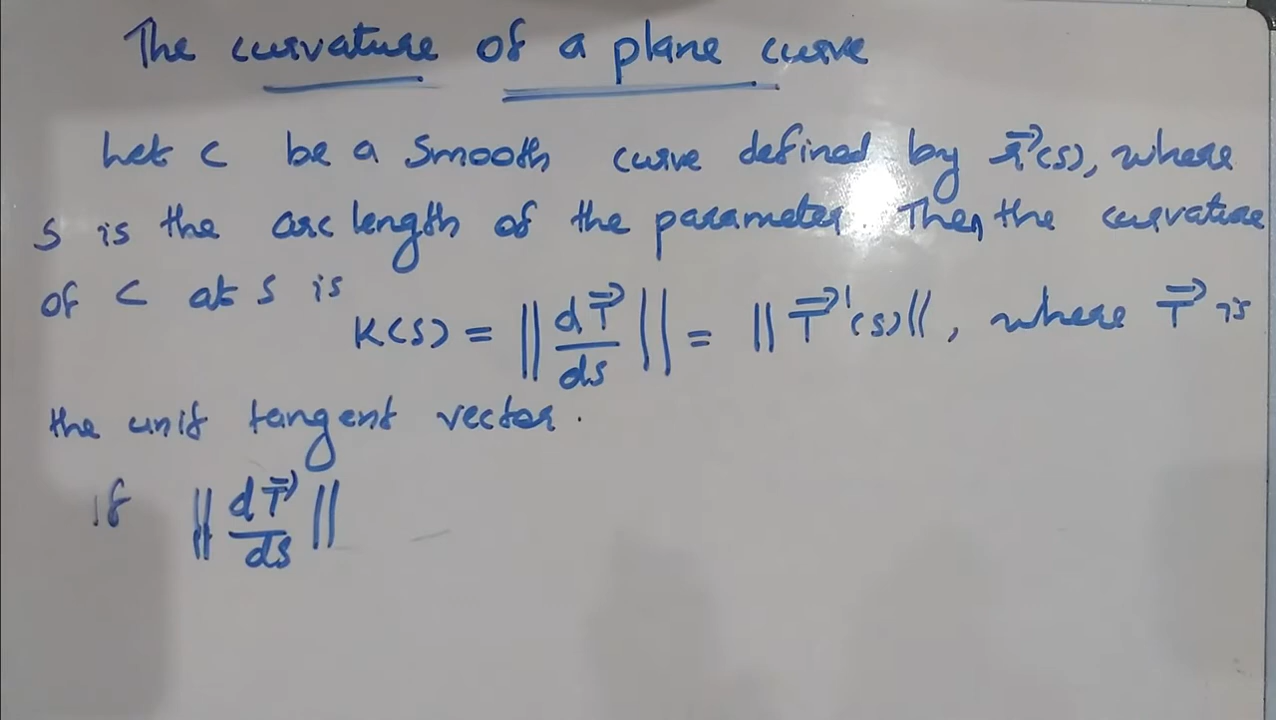 The curvature of a plane curve
Let C be a smooth curve defined by r⃗(s), where
s is the arc length of the parameter. Then the curvature
of C at s is
K(s) = ||dT⃗/ds|| = ||T⃗'(s)||, where T⃗ is
the unit tangent vector.
if ||dT⃗/ds||